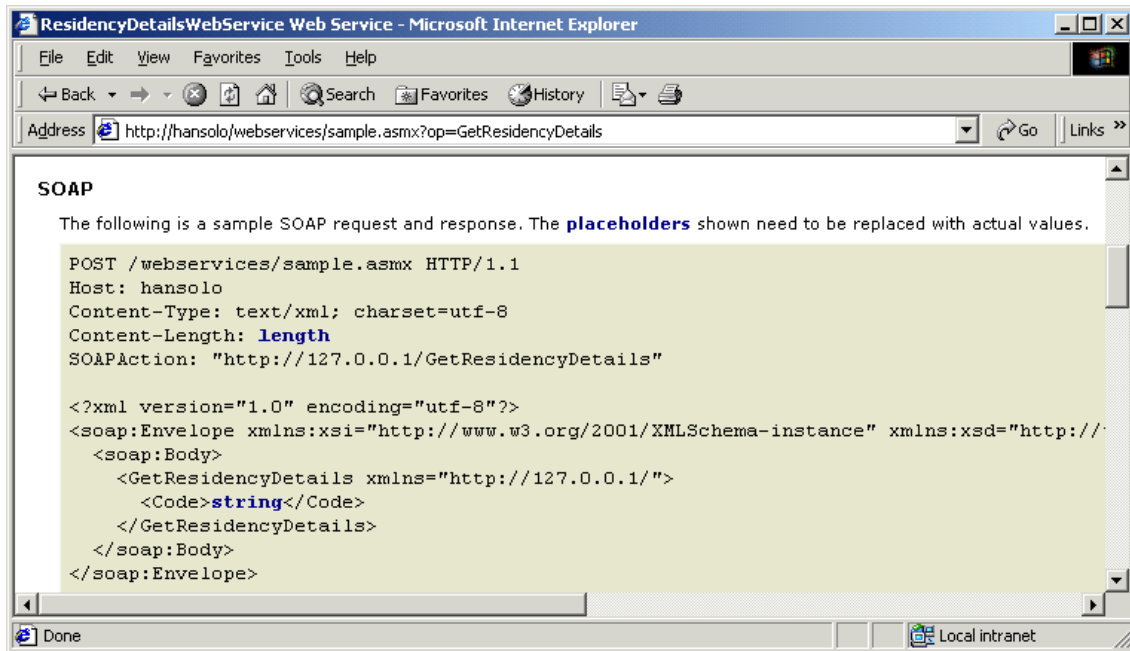 ResidencyDetailsWebService Web Service - Microsoft Internet Explorer
File Edit View Favorites Tools Help
Back Search Favorites History
Address http://hansolo/webservices/sample.asmx?op=GetResidencyDetails Go Links »
SOAP
The following is a sample SOAP request and response. The placeholders shown need to be replaced with actual values.
POST /webservices/sample.asmx HTTP/1.1
Host: hansolo
Content-Type: text/xml; charset=utf-8
Content-Length: length
SOAPAction: "http://127.0.0.1/GetResidencyDetails"
<?xml version="1.0" encoding="utf-8"?>
<soap:Envelope xmlns:xsi="http://www.w3.org/2001/XMLSchema-instance" xmlns:xsd="http://
<soap:Body>
<GetResidencyDetails xmlns="http://127.0.0.1/">
<Code>string</Code>
</GetResidencyDetails>
</soap:Body>
</soap:Envelope>
Done Local intranet